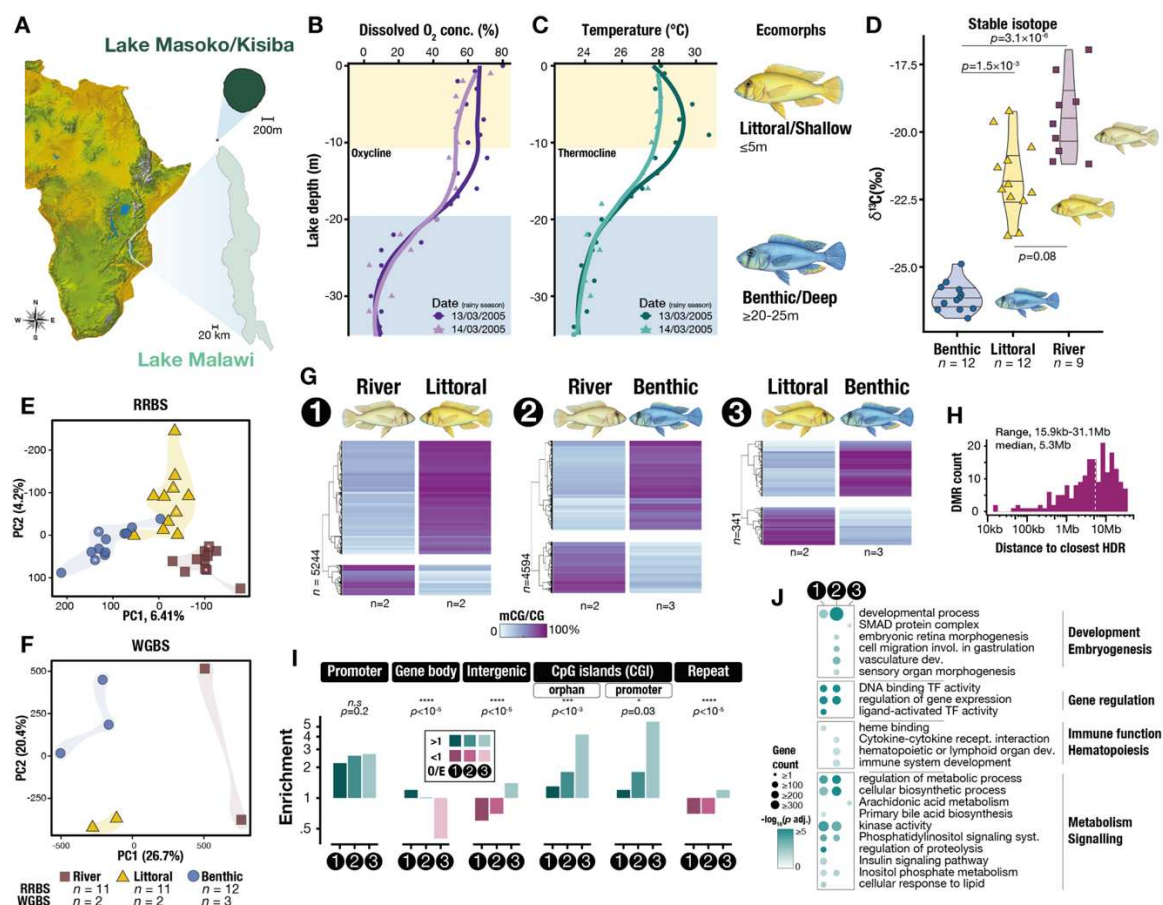 A
Lake Masoko/Kisiba
200m
N
W
E
S
20 km
Lake Malawi
B
Dissolved O2 conc. (%)
20 40 60 80
Lake depth (m)
0
-10
-20
-30
Oxycline
Date (rainy season)
13/03/2005
14/03/2005
C
Temperature (°C)
24 26 28 30
Thermocline
Date (rainy season)
13/03/2005
14/03/2005
Ecomorphs
Littoral/Shallow
≤5m
Benthic/Deep
≥20-25m
D
Stable isotope
p=3.1×10-6
p=1.5×10-3
p=0.08
δ13C(‰)
-17.5
-20.0
-22.5
-25.0
Benthic Littoral River
n = 12 n = 12 n = 9
E
RRBS
PC2 (4.2%)
-200
-100
0
100
200 100 0 -100
PC1, 6.41%
F
WGBS
PC2 (20.4%)
500
250
0
-250
-500 0 500
PC1 (26.7%)
River Littoral Benthic
RRBS n = 11 n = 11 n = 12
WGBS n = 2 n = 2 n = 3
G
1
River Littoral
n = 5244
n=2 n=2
2
River Benthic
n=4594
n=2 n=3
3
Littoral Benthic
n=341
n=2 n=3
mCG/CG
0 100%
H
Range, 15.9kb-31.1Mb
median, 5.3Mb
DMR count
20
15
10
5
0
10kb 100kb 1Mb 10Mb
Distance to closest HDR
I
Promoter Gene body Intergenic CpG islands (CGI) Repeat
orphan promoter
n.s **** **** *** * ****
p=0.2 p<10-5 p<10-5 p<10-3 p=0.03 p<10-5
Enrichment
5
4
3
2
1
.5
>1
<1
O/E 1 2 3
1 2 3 1 2 3 1 2 3 1 2 3 1 2 3 1 2 3
J
1 2 3
developmental process
SMAD protein complex
embryonic retina morphogenesis
cell migration invol. in gastrulation
vasculature dev.
sensory organ morphogenesis
Development
Embryogenesis
DNA binding TF activity
regulation of gene expression
ligand-activated TF activity
Gene regulation
heme binding
Cytokine-cytokine recept. interaction
hematopoietic or lymphoid organ dev.
immune system development
Immune function
Hematopoiesis
regulation of metabolic process
cellular biosynthetic process
Arachidonic acid metabolism
Primary bile acid biosynthesis
kinase activity
Phosphatidylinositol signaling syst.
regulation of proteolysis
Insulin signaling pathway
Inositol phosphate metabolism
cellular response to lipid
Metabolism
Signalling
Gene
count
≥1
≥100
≥200
≥300
-log10(p adj.)
≥5
0